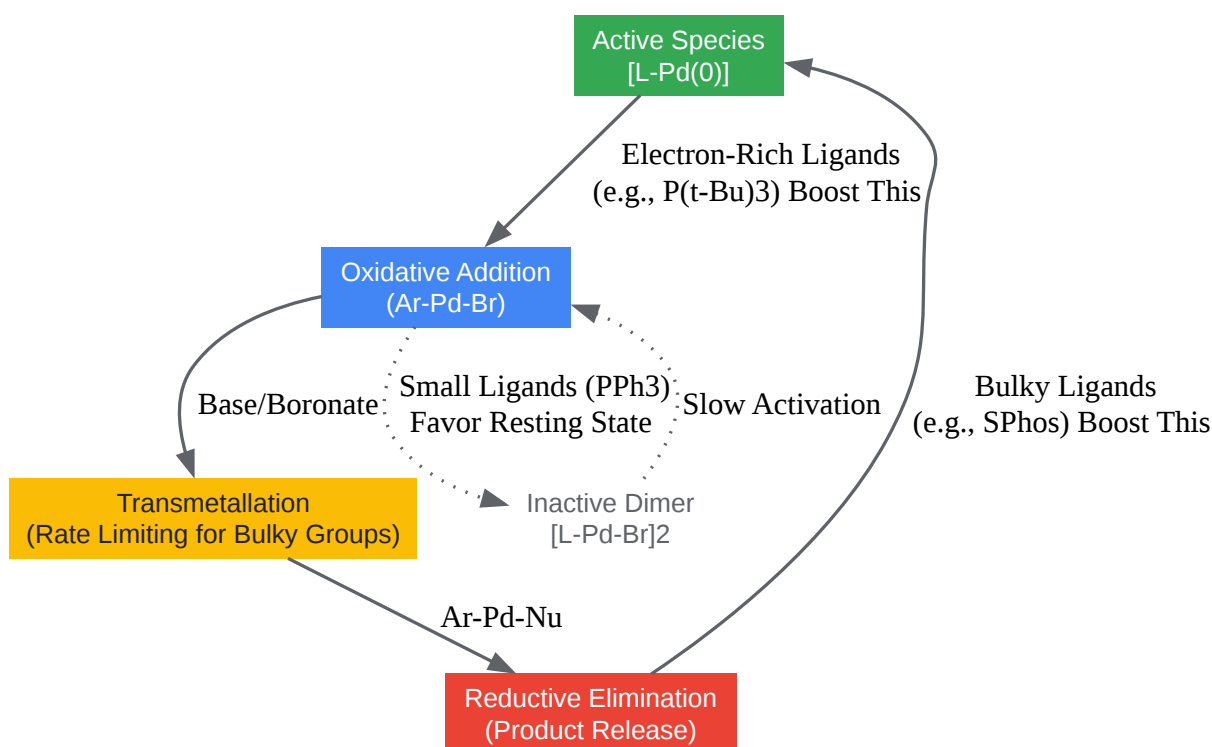 Active Species
[L-Pd(0)]
Electron-Rich Ligands
(e.g., P(t-Bu)3) Boost This
Oxidative Addition
(Ar-Pd-Br)
Base/Boronate
Small Ligands (PPh3)
Favor Resting State
Slow Activation
Bulky Ligands
(e.g., SPhos) Boost This
Transmetallation
(Rate Limiting for Bulky Groups)
Inactive Dimer
[L-Pd-Br]2
Ar-Pd-Nu
Reductive Elimination
(Product Release)